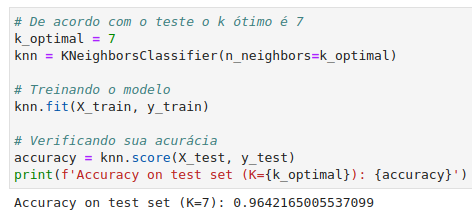 # De acordo com o teste o k ótimo é 7
k_optimal = 7
knn = KNeighborsClassifier(n_neighbors=k_optimal)
# Treinando o modelo
knn.fit(X_train, y_train)
# Verificando sua acurácia
accuracy = knn.score(X_test, y_test)
print(f'Accuracy on test set (K={k_optimal}): {accuracy}')
Accuracy on test set (K=7): 0.9642165005537099